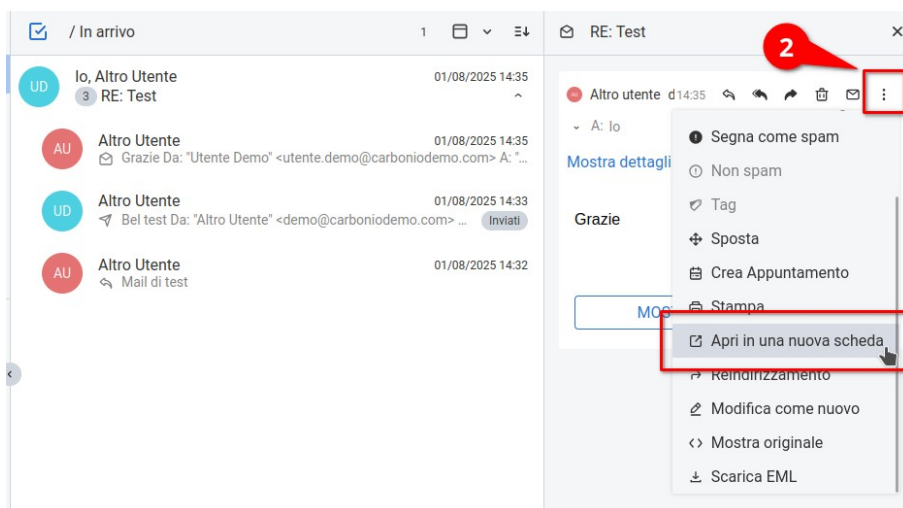 / In arrivo
1
UD
Io, Altro Utente
01/08/2025 14:35
3 RE: Test
AU
Altro Utente
01/08/2025 14:35
Grazie Da: "Utente Demo" <utente.demo@carboniodemo.com> A: "...
UD
Altro Utente
01/08/2025 14:33
Bel test Da: "Altro Utente" <demo@carboniodemo.com> ...
Inviati
AU
Altro Utente
01/08/2025 14:32
Mail di test
RE: Test
2
Altro utente d 14:35
A: Io
Mostra dettagli
Grazie
MOS
Segna come spam
Non spam
Tag
Sposta
Crea Appuntamento
Stampa
Apri in una nuova scheda
Reindirizzamento
Modifica come nuovo
Mostra originale
Scarica EML